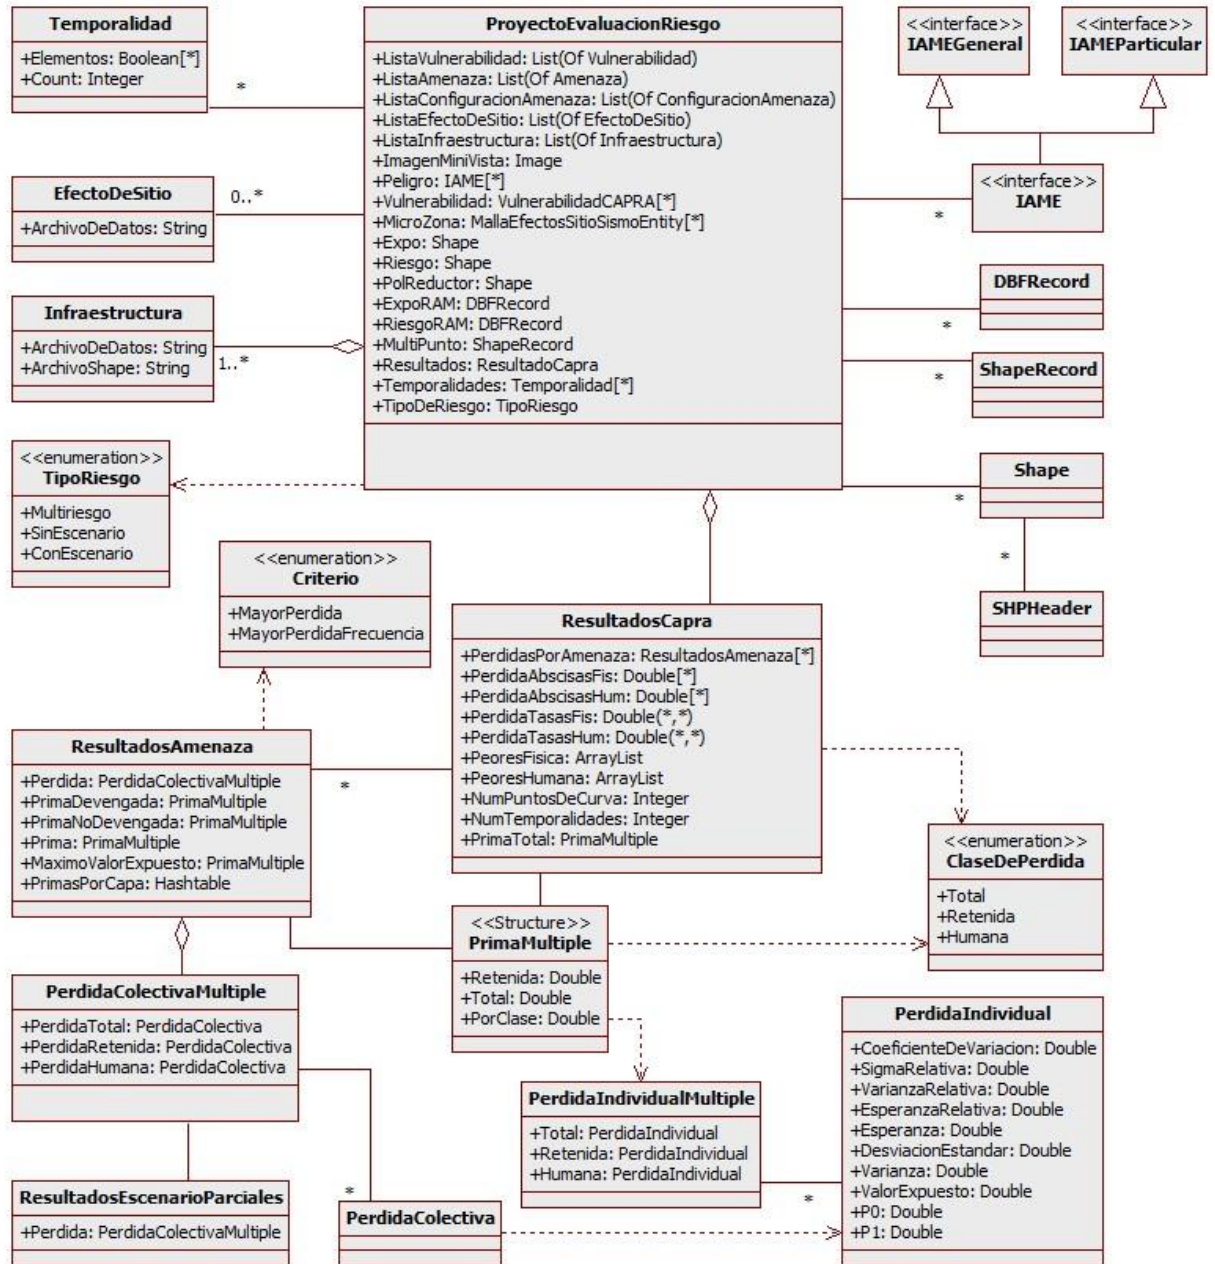 Temporalidad
+Elementos: Boolean[*]
+Count: Integer
*
EfectoDeSitio
+ArchivoDeDatos: String
0..*
Infraestructura
+ArchivoDeDatos: String
+ArchivoShape: String
1..*
<<enumeration>>
TipoRiesgo
+Multiriesgo
+SinEscenario
+ConEscenario
ProyectoEvaluacionRiesgo
+ListaVulnerabilidad: List(Of Vulnerabilidad)
+ListaAmenaza: List(Of Amenaza)
+ListaConfiguracionAmenaza: List(Of ConfiguracionAmenaza)
+ListaEfectoDeSitio: List(Of EfectoDeSitio)
+ListaInfraestructura: List(Of Infraestructura)
+ImagenMiniVista: Image
+Peligro: IAME[*]
+Vulnerabilidad: VulnerabilidadCAPRA[*]
+MicroZona: MallaEfectosSitioSismoEntity[*]
+Expo: Shape
+Riesgo: Shape
+PolReductor: Shape
+ExpoRAM: DBFRecord
+RiesgoRAM: DBFRecord
+MultiPunto: ShapeRecord
+Resultados: ResultadoCapra
+Temporalidades: Temporalidad[*]
+TipoDeRiesgo: TipoRiesgo
<<interface>>
IAMEGeneral
<<interface>>
IAMEParticular
<<interface>>
IAME
*
DBFRecord
*
ShapeRecord
*
Shape
*
*
SHPHeader
<<enumeration>>
Criterio
+MayorPerdida
+MayorPerdidaFrecuencia
ResultadosCapra
+PerdidasPorAmenaza: ResultadosAmenaza[*]
+PerdidaAbscisasFis: Double[*]
+PerdidaAbscisasHum: Double[*]
+PerdidaTasasFis: Double(*,*)
+PerdidaTasasHum: Double(*,*)
+PeoresFisica: ArrayList
+PeoresHumana: ArrayList
+NumPuntosDeCurva: Integer
+NumTemporalidades: Integer
+PrimaTotal: PrimaMultiple
ResultadosAmenaza
+Perdida: PerdidaColectivaMultiple
+PrimaDevengada: PrimaMultiple
+PrimaNoDevengada: PrimaMultiple
+Prima: PrimaMultiple
+MaximoValorExpuesto: PrimaMultiple
+PrimasPorCapa: Hashtable
*
<<enumeration>>
ClaseDePerdida
+Total
+Retenida
+Humana
<<Structure>>
PrimaMultiple
+Retenida: Double
+Total: Double
+PorClase: Double
PerdidaColectivaMultiple
+PerdidaTotal: PerdidaColectiva
+PerdidaRetenida: PerdidaColectiva
+PerdidaHumana: PerdidaColectiva
PerdidaIndividual
+CoeficienteDeVariacion: Double
+SigmaRelativa: Double
+VarianzaRelativa: Double
+EsperanzaRelativa: Double
+Esperanza: Double
+DesviacionEstandar: Double
+Varianza: Double
+ValorExpuesto: Double
+P0: Double
+P1: Double
PerdidaIndividualMultiple
+Total: PerdidaIndividual
+Retenida: PerdidaIndividual
+Humana: PerdidaIndividual
*
ResultadosEscenarioParciales
+Perdida: PerdidaColectivaMultiple
*
PerdidaColectiva